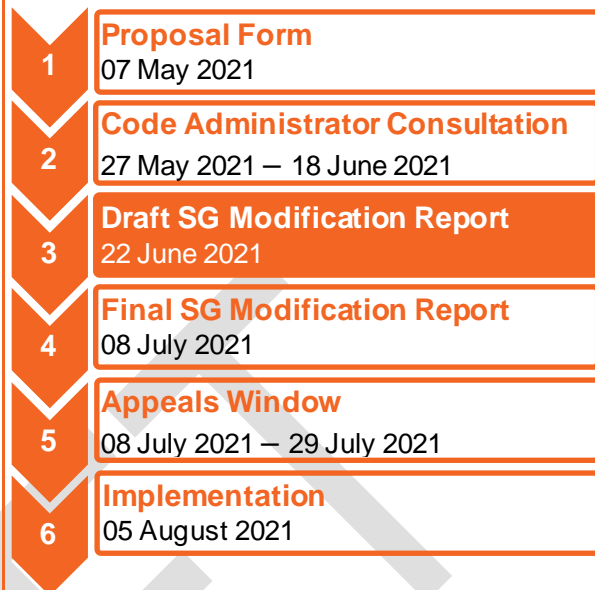 1
Proposal Form
07 May 2021
2
Code Administrator Consultation
27 May 2021 – 18 June 2021
3
Draft SG Modification Report
22 June 2021
4
Final SG Modification Report
08 July 2021
5
Appeals Window
08 July 2021 – 29 July 2021
6
Implementation
05 August 2021